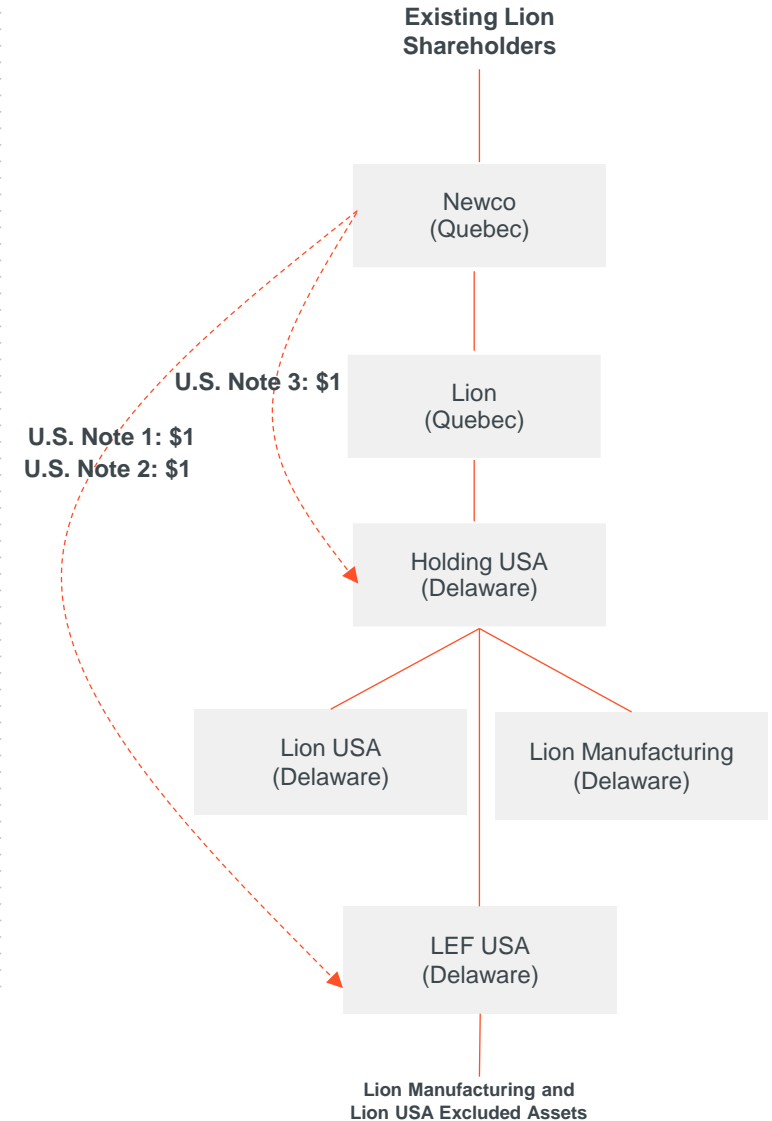 Existing Lion
Shareholders
Newco
(Quebec)
U.S. Note 3: $1
Lion
(Quebec)
U.S. Note 1: $1
U.S. Note 2: $1
Holding USA
(Delaware)
Lion USA
(Delaware)
Lion Manufacturing
(Delaware)
LEF USA
(Delaware)
Lion Manufacturing and
Lion USA Excluded Assets